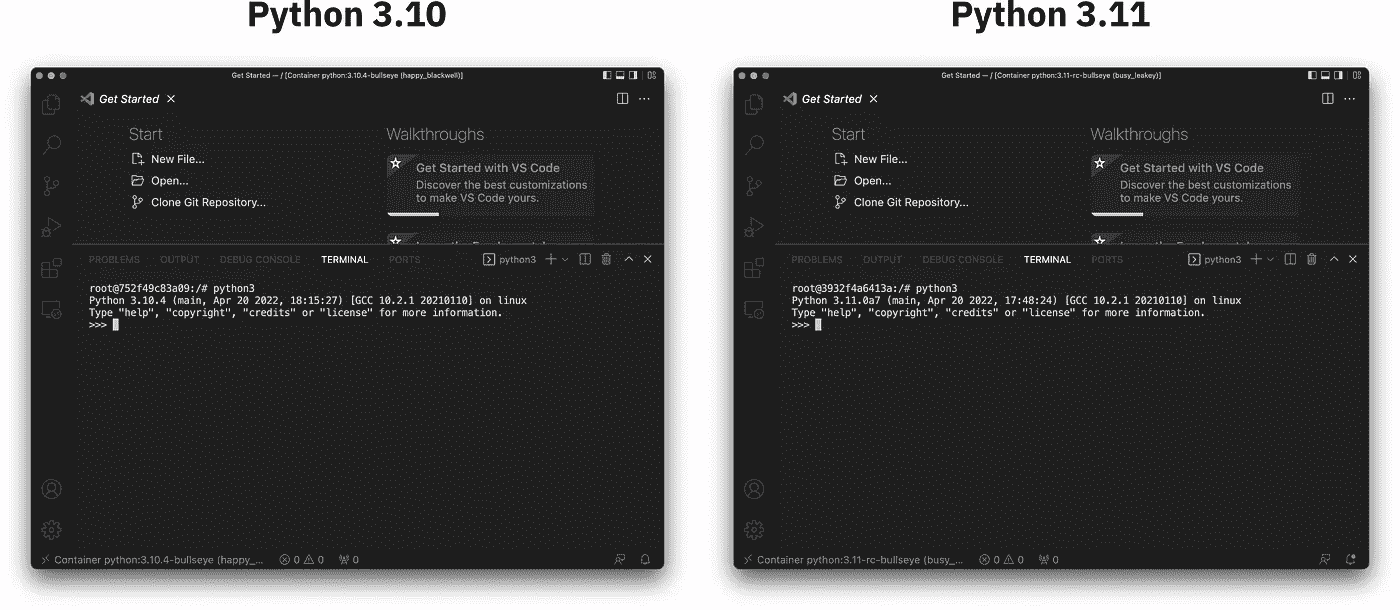 Python 3.10
Get Started — / [Container python:3.10.4-bullseye (happy_blackwell)]
Get Started
Start
New File...
Open...
Clone Git Repository...
Walkthroughs
Get Started with VS Code
Discover the best customizations
to make VS Code yours.
PROBLEMS OUTPUT DEBUG CONSOLE TERMINAL PORTS python3
root@752f49c83a09:/# python3
Python 3.10.4 (main, Apr 20 2022, 18:15:27) [GCC 10.2.1 20210110] on linux
Type "help", "copyright", "credits" or "license" for more information.
>>>
Container python:3.10.4-bullseye (happy_... 0 0 0
Python 3.11
Get Started — / [Container python:3.11-rc-bullseye (busy_leakey)]
Get Started
Start
New File...
Open...
Clone Git Repository...
Walkthroughs
Get Started with VS Code
Discover the best customizations
to make VS Code yours.
PROBLEMS OUTPUT DEBUG CONSOLE TERMINAL PORTS python3
root@3932f4a6413a:/# python3
Python 3.11.0a7 (main, Apr 20 2022, 17:48:24) [GCC 10.2.1 20210110] on linux
Type "help", "copyright", "credits" or "license" for more information.
>>>
Container python:3.11-rc-bullseye (busy_... 0 0 0